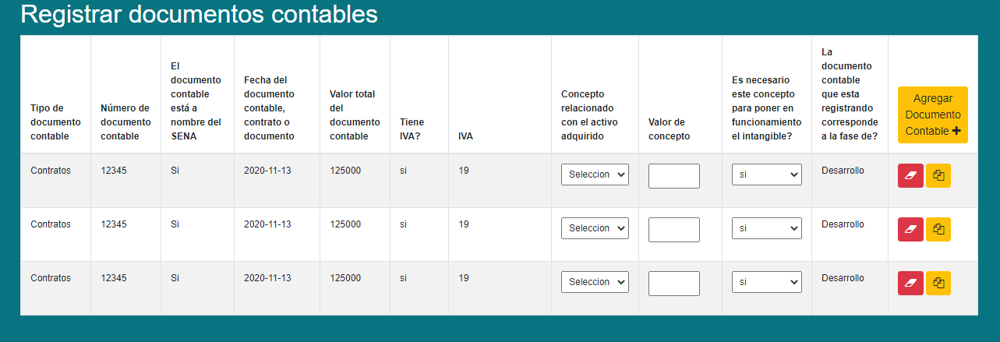 Registrar documentos contables
Tipo de
documento
contable
Número de
documento
contable
El
documento
contable
está a
nombre del
SENA
Fecha del
documento
contable,
contrato o
documento
Valor total
del
documento
contable
Tiene
IVA?
IVA
Concepto
relacionado
con el activo
adquirido
Valor de
concepto
Es necesario
este concepto
para poner en
funcionamiento
el intangible?
La
documento
contable
que esta
registrando
corresponde
a la fase de?
Agregar
Documento
Contable +
Contratos 12345 Si 2020-11-13 125000 si 19 Seleccion si Desarrollo
Contratos 12345 Si 2020-11-13 125000 si 19 Seleccion si Desarrollo
Contratos 12345 Si 2020-11-13 125000 si 19 Seleccion si Desarrollo